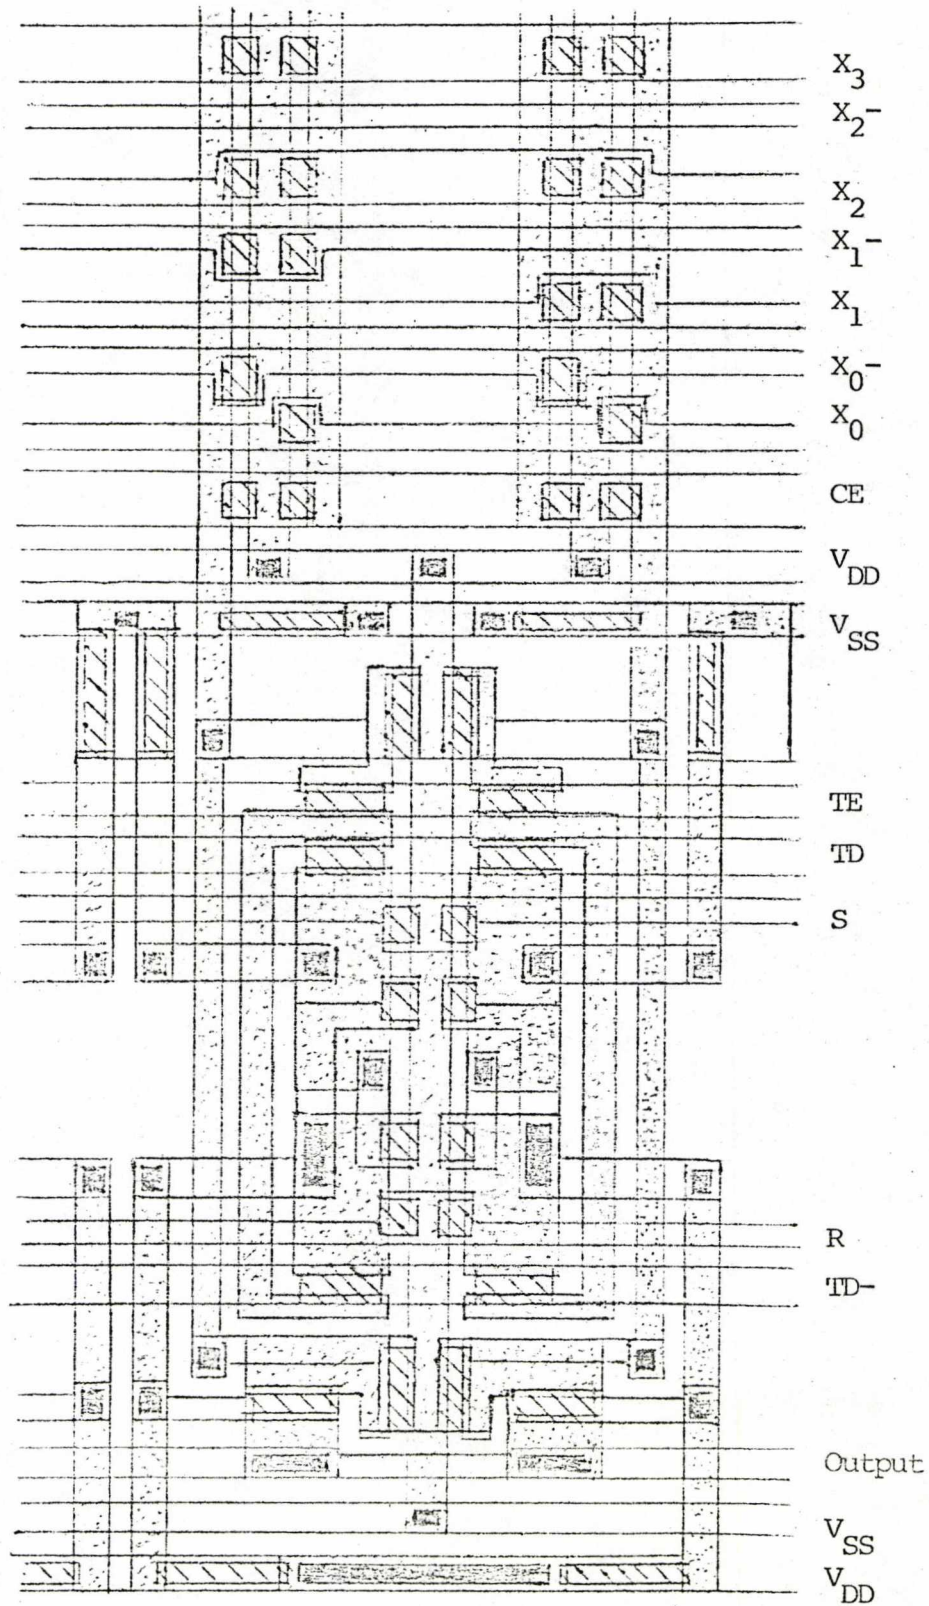 X3
X2-
X2
X1-
X1
X0-
X0
CE
VDD
VSS
TE
TD
S
R
TD-
Output
VSS
VDD